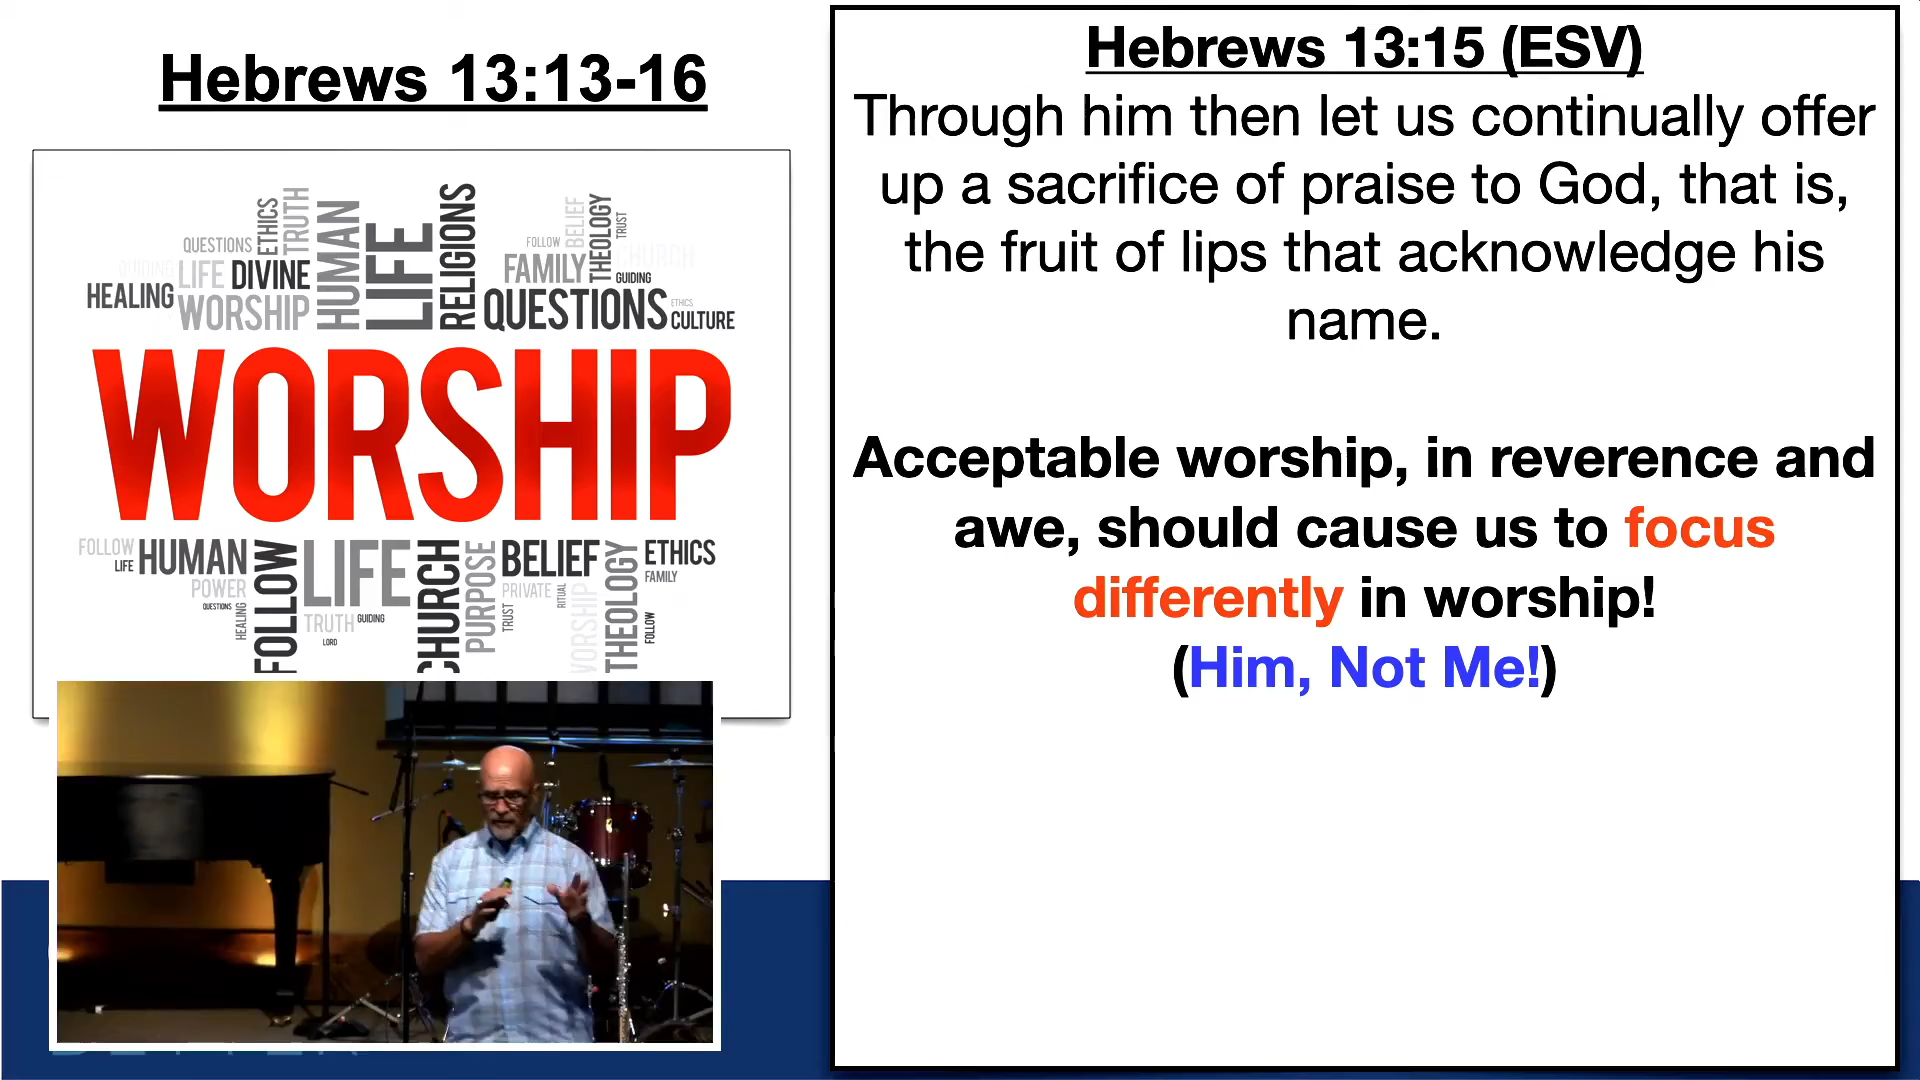 Hebrews 13:13-16
QUESTIONS
ETHICS
TRUTH
HUMAN
LIFE
RELIGIONS
FOLLOW
BELIEF
THEOLOGY
TRUST
CHURCH
GUIDING
LIFE
DIVINE
FAMILY
GUIDING
HEALING
WORSHIP
QUESTIONS
ETHICS
CULTURE
WORSHIP
FOLLOW
HUMAN
LIFE
FOLLOW
LIFE
CHURCH
PURPOSE
BELIEF
THEOLOGY
ETHICS
FAMILY
POWER
QUESTIONS
HEALING
TRUTH
GUIDING
LORD
TRUST
PRIVATE
RITUAL
WORSHIP
FOLLOW
Hebrews 13:15 (ESV)
Through him then let us continually offer
up a sacrifice of praise to God, that is,
the fruit of lips that acknowledge his
name.
Acceptable worship, in reverence and
awe, should cause us to focus
differently in worship!
(Him, Not Me!)